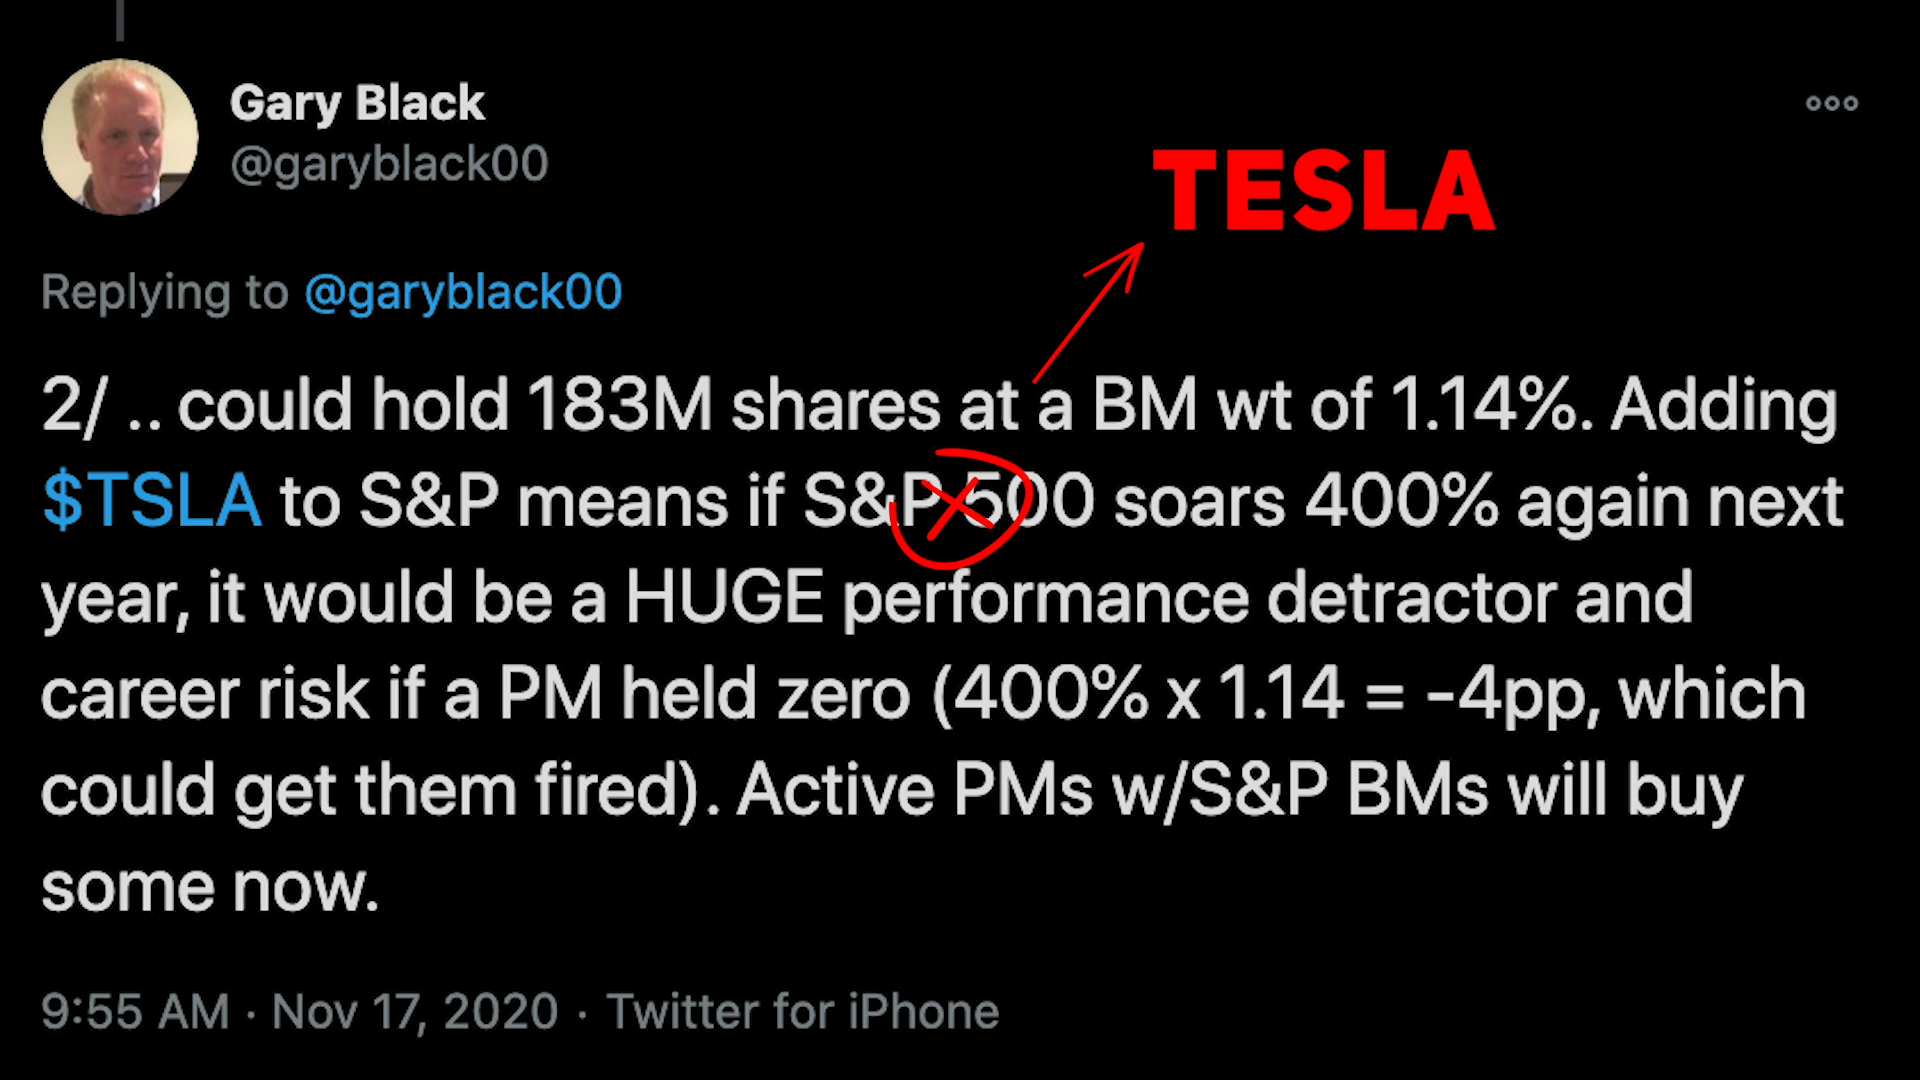 Gary Black
@garyblack00
TESLA
Replying to @garyblack00
2/ .. could hold 183M shares at a BM wt of 1.14%. Adding
$TSLA to S&P means if S&P 500 soars 400% again next
year, it would be a HUGE performance detractor and
career risk if a PM held zero (400% x 1.14 = -4pp, which
could get them fired). Active PMs w/S&P BMs will buy
some now.
9:55 AM · Nov 17, 2020 · Twitter for iPhone